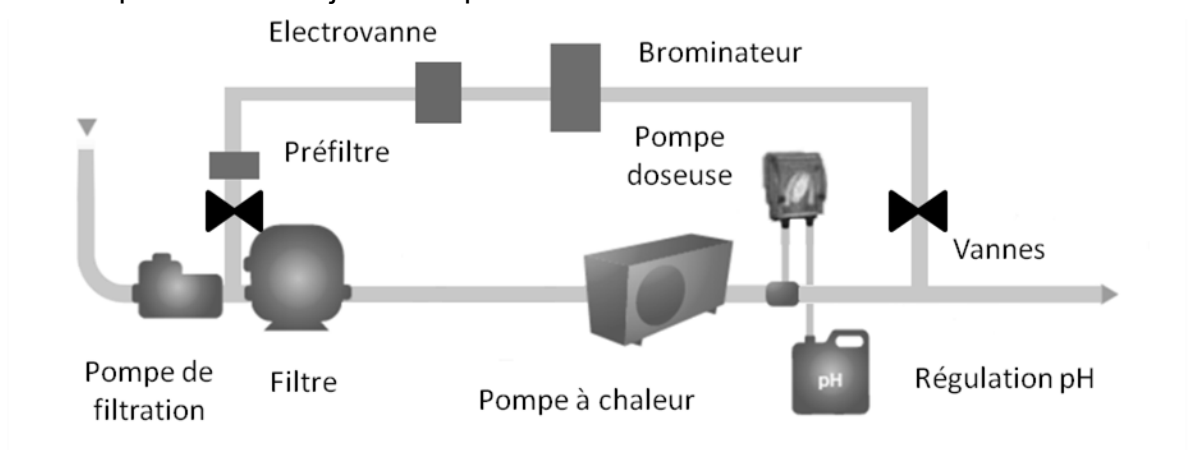 Electrovanne
Brominateur
Préfiltre
Pompe
doseuse
Vannes
Pompe de
filtration
Filtre
Pompe à chaleur
pH
Régulation pH